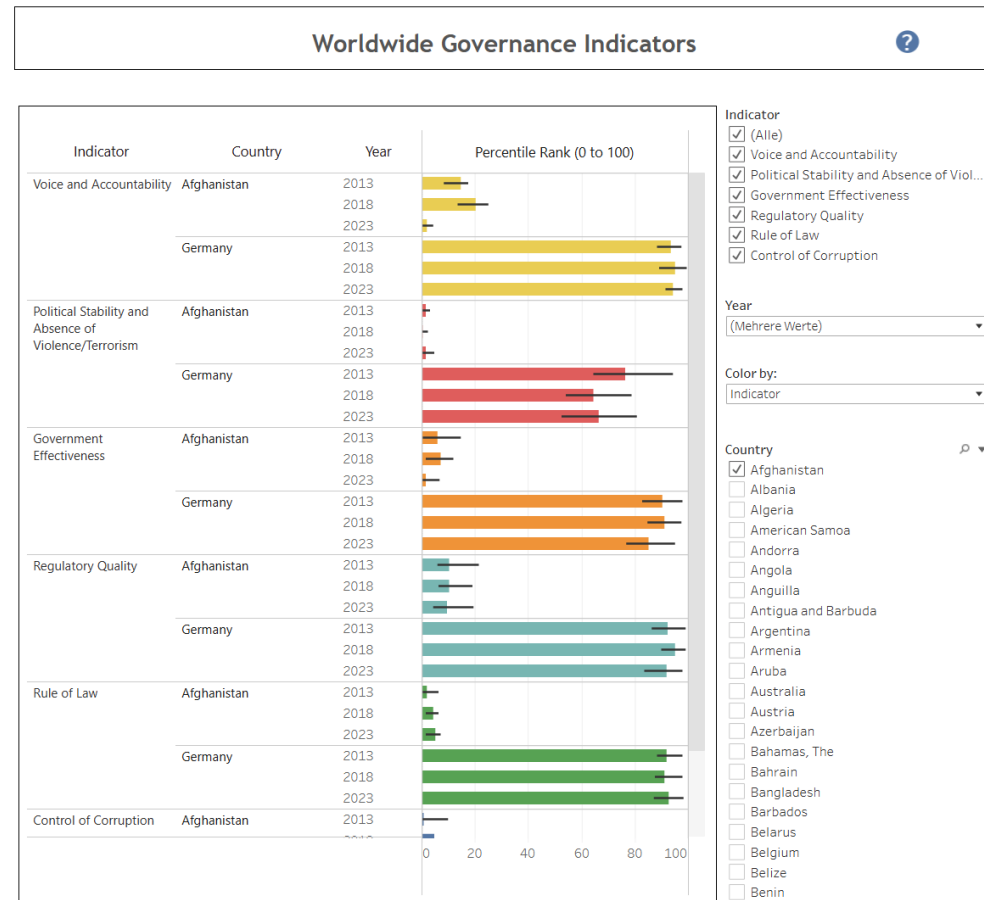 Worldwide Governance Indicators
?
Indicator Country Year Percentile Rank (0 to 100)
Voice and Accountability Afghanistan 2013
2018
2023
Germany 2013
2018
2023
Political Stability and Absence of Violence/Terrorism Afghanistan 2013
2018
2023
Germany 2013
2018
2023
Government Effectiveness Afghanistan 2013
2018
2023
Germany 2013
2018
2023
Regulatory Quality Afghanistan 2013
2018
2023
Germany 2013
2018
2023
Rule of Law Afghanistan 2013
2018
2023
Germany 2013
2018
2023
Control of Corruption Afghanistan 2013
0 20 40 60 80 100
Indicator
(Alle)
Voice and Accountability
Political Stability and Absence of Viol...
Government Effectiveness
Regulatory Quality
Rule of Law
Control of Corruption
Year
(Mehrere Werte)
Color by:
Indicator
Country
Afghanistan
Albania
Algeria
American Samoa
Andorra
Angola
Anguilla
Antigua and Barbuda
Argentina
Armenia
Aruba
Australia
Austria
Azerbaijan
Bahamas, The
Bahrain
Bangladesh
Barbados
Belarus
Belgium
Belize
Benin